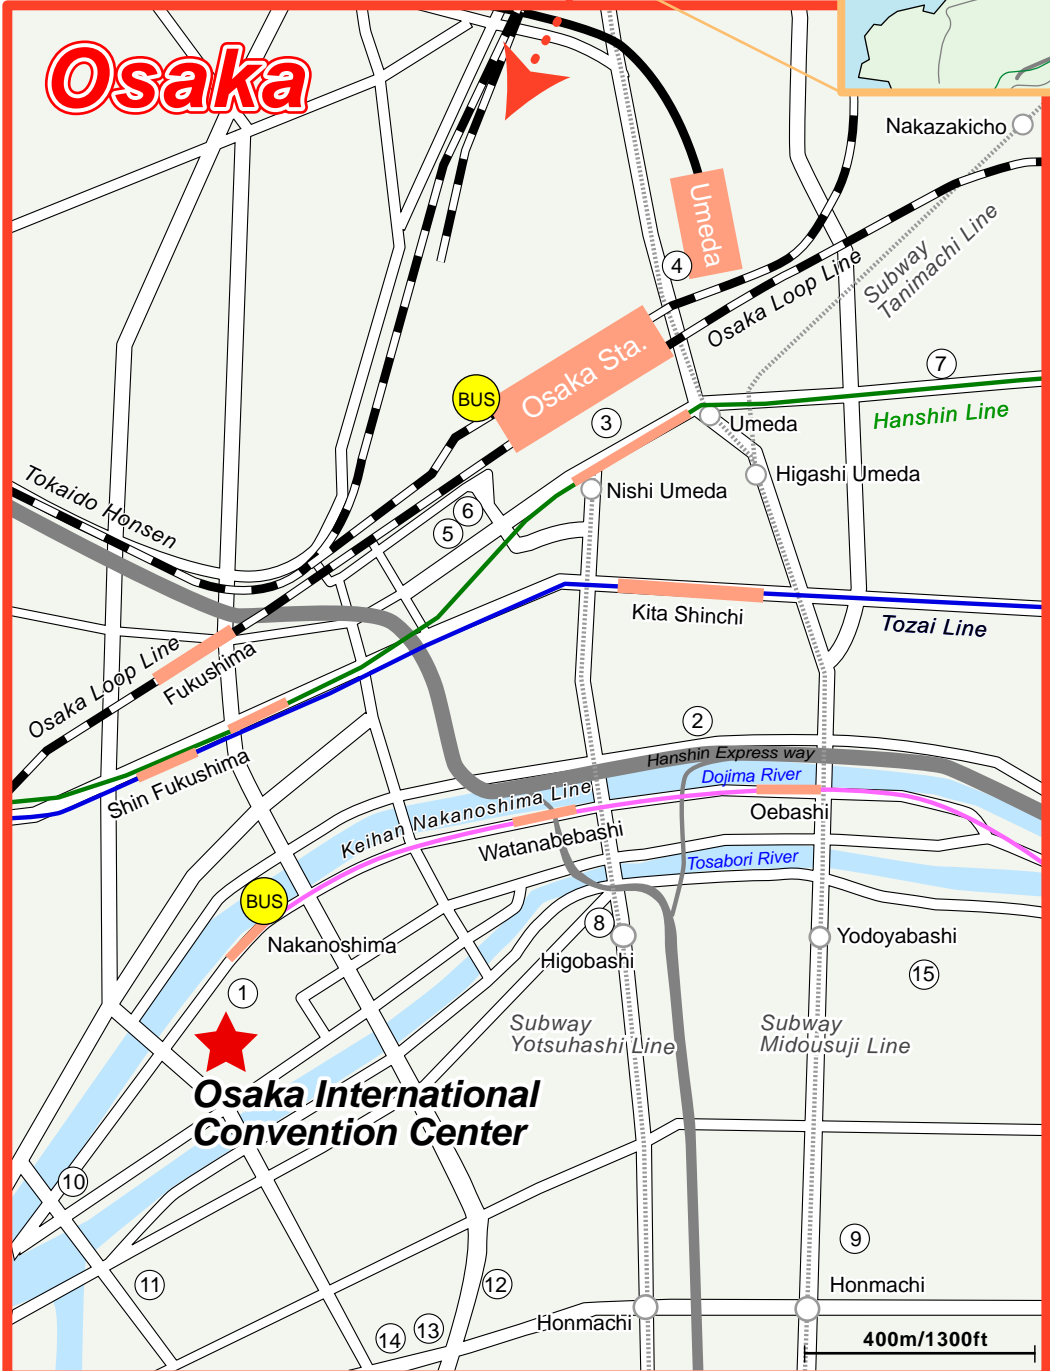 Osaka
Nakazakicho
Umeda
4
Subway
Tanimachi Line
Osaka Loop Line
Osaka Sta.
7
BUS
3
Umeda
Hanshin Line
Tokaido Honsen
Higashi Umeda
Nishi Umeda
6
5
Kita Shinchi
Tozai Line
Osaka Loop Line
Fukushima
2
Shin Fukushima
Hanshin Express way
Dojima River
Keihan Nakanoshima Line
Oebashi
Watanabebashi
Tosabori River
BUS
8
Nakanoshima
Yodoyabashi
Higobashi
15
1
Subway
Yotsuhashi Line
Subway
Midousuji Line
Osaka International
Convention Center
10
9
11
12
Honmachi
Honmachi
13
14
400m/1300ft